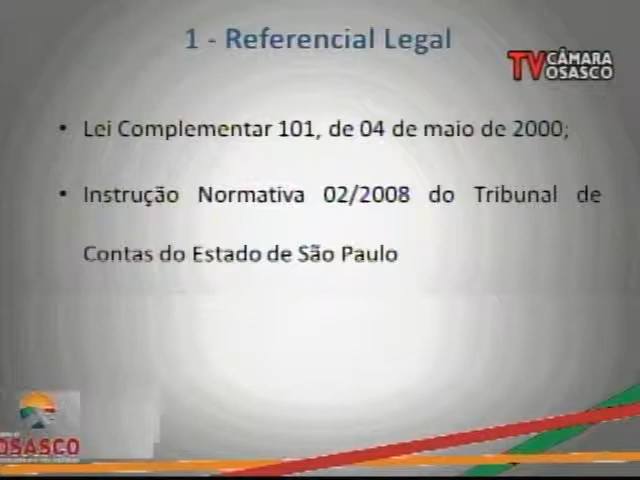 1 - Referencial Legal
TV CÂMARA
OSASCO
• Lei Complementar 101, de 04 de maio de 2000;
• Instrução Normativa 02/2008 do Tribunal de
Contas do Estado de São Paulo
OSASCO